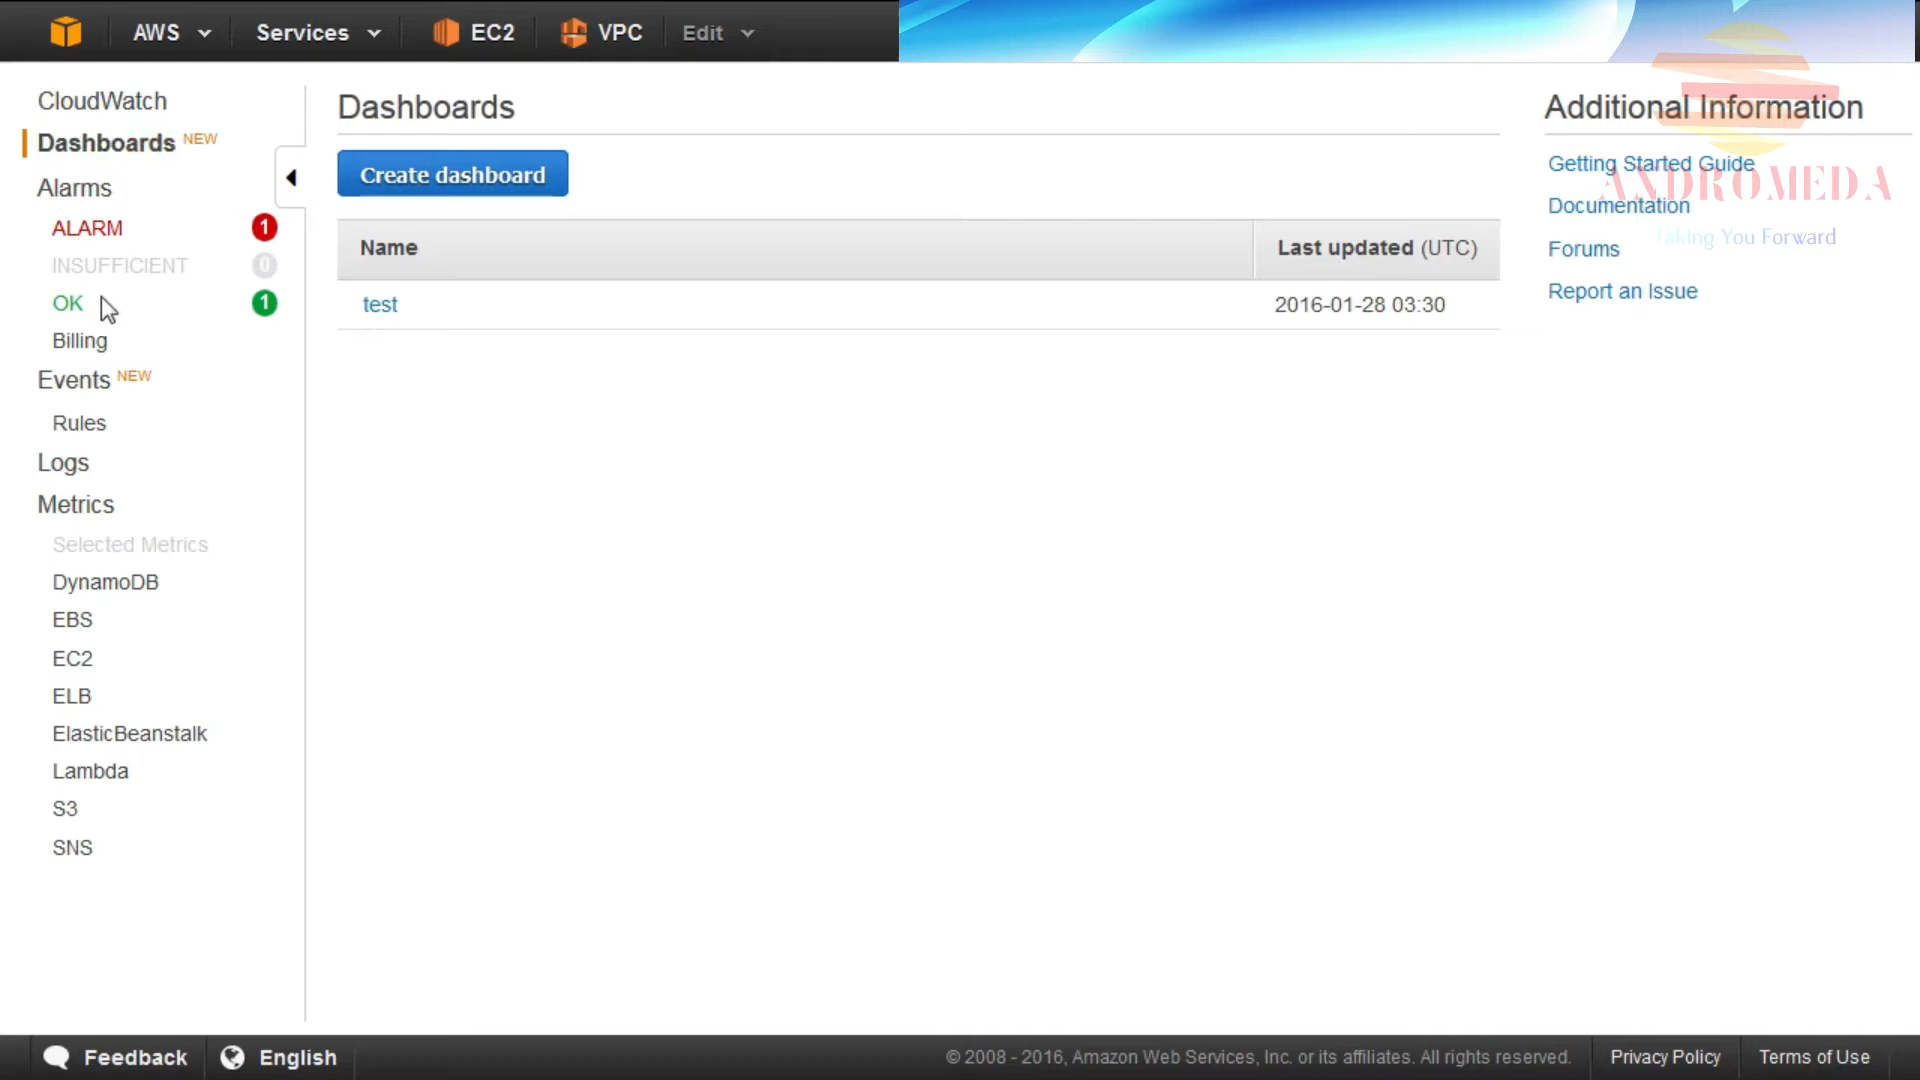 AWS Services EC2 VPC Edit
CloudWatch
Dashboards NEW
Alarms
ALARM 1
INSUFFICIENT 0
OK 1
Billing
Events NEW
Rules
Logs
Metrics
Selected Metrics
DynamoDB
EBS
EC2
ELB
ElasticBeanstalk
Lambda
S3
SNS
Dashboards
Create dashboard
Name Last updated (UTC)
test 2016-01-28 03:30
Additional Information
Getting Started Guide
Documentation
Forums
Report an Issue
ANDROMEDA
Taking You Forward
Feedback English © 2008 - 2016, Amazon Web Services, Inc. or its affiliates. All rights reserved. Privacy Policy Terms of Use